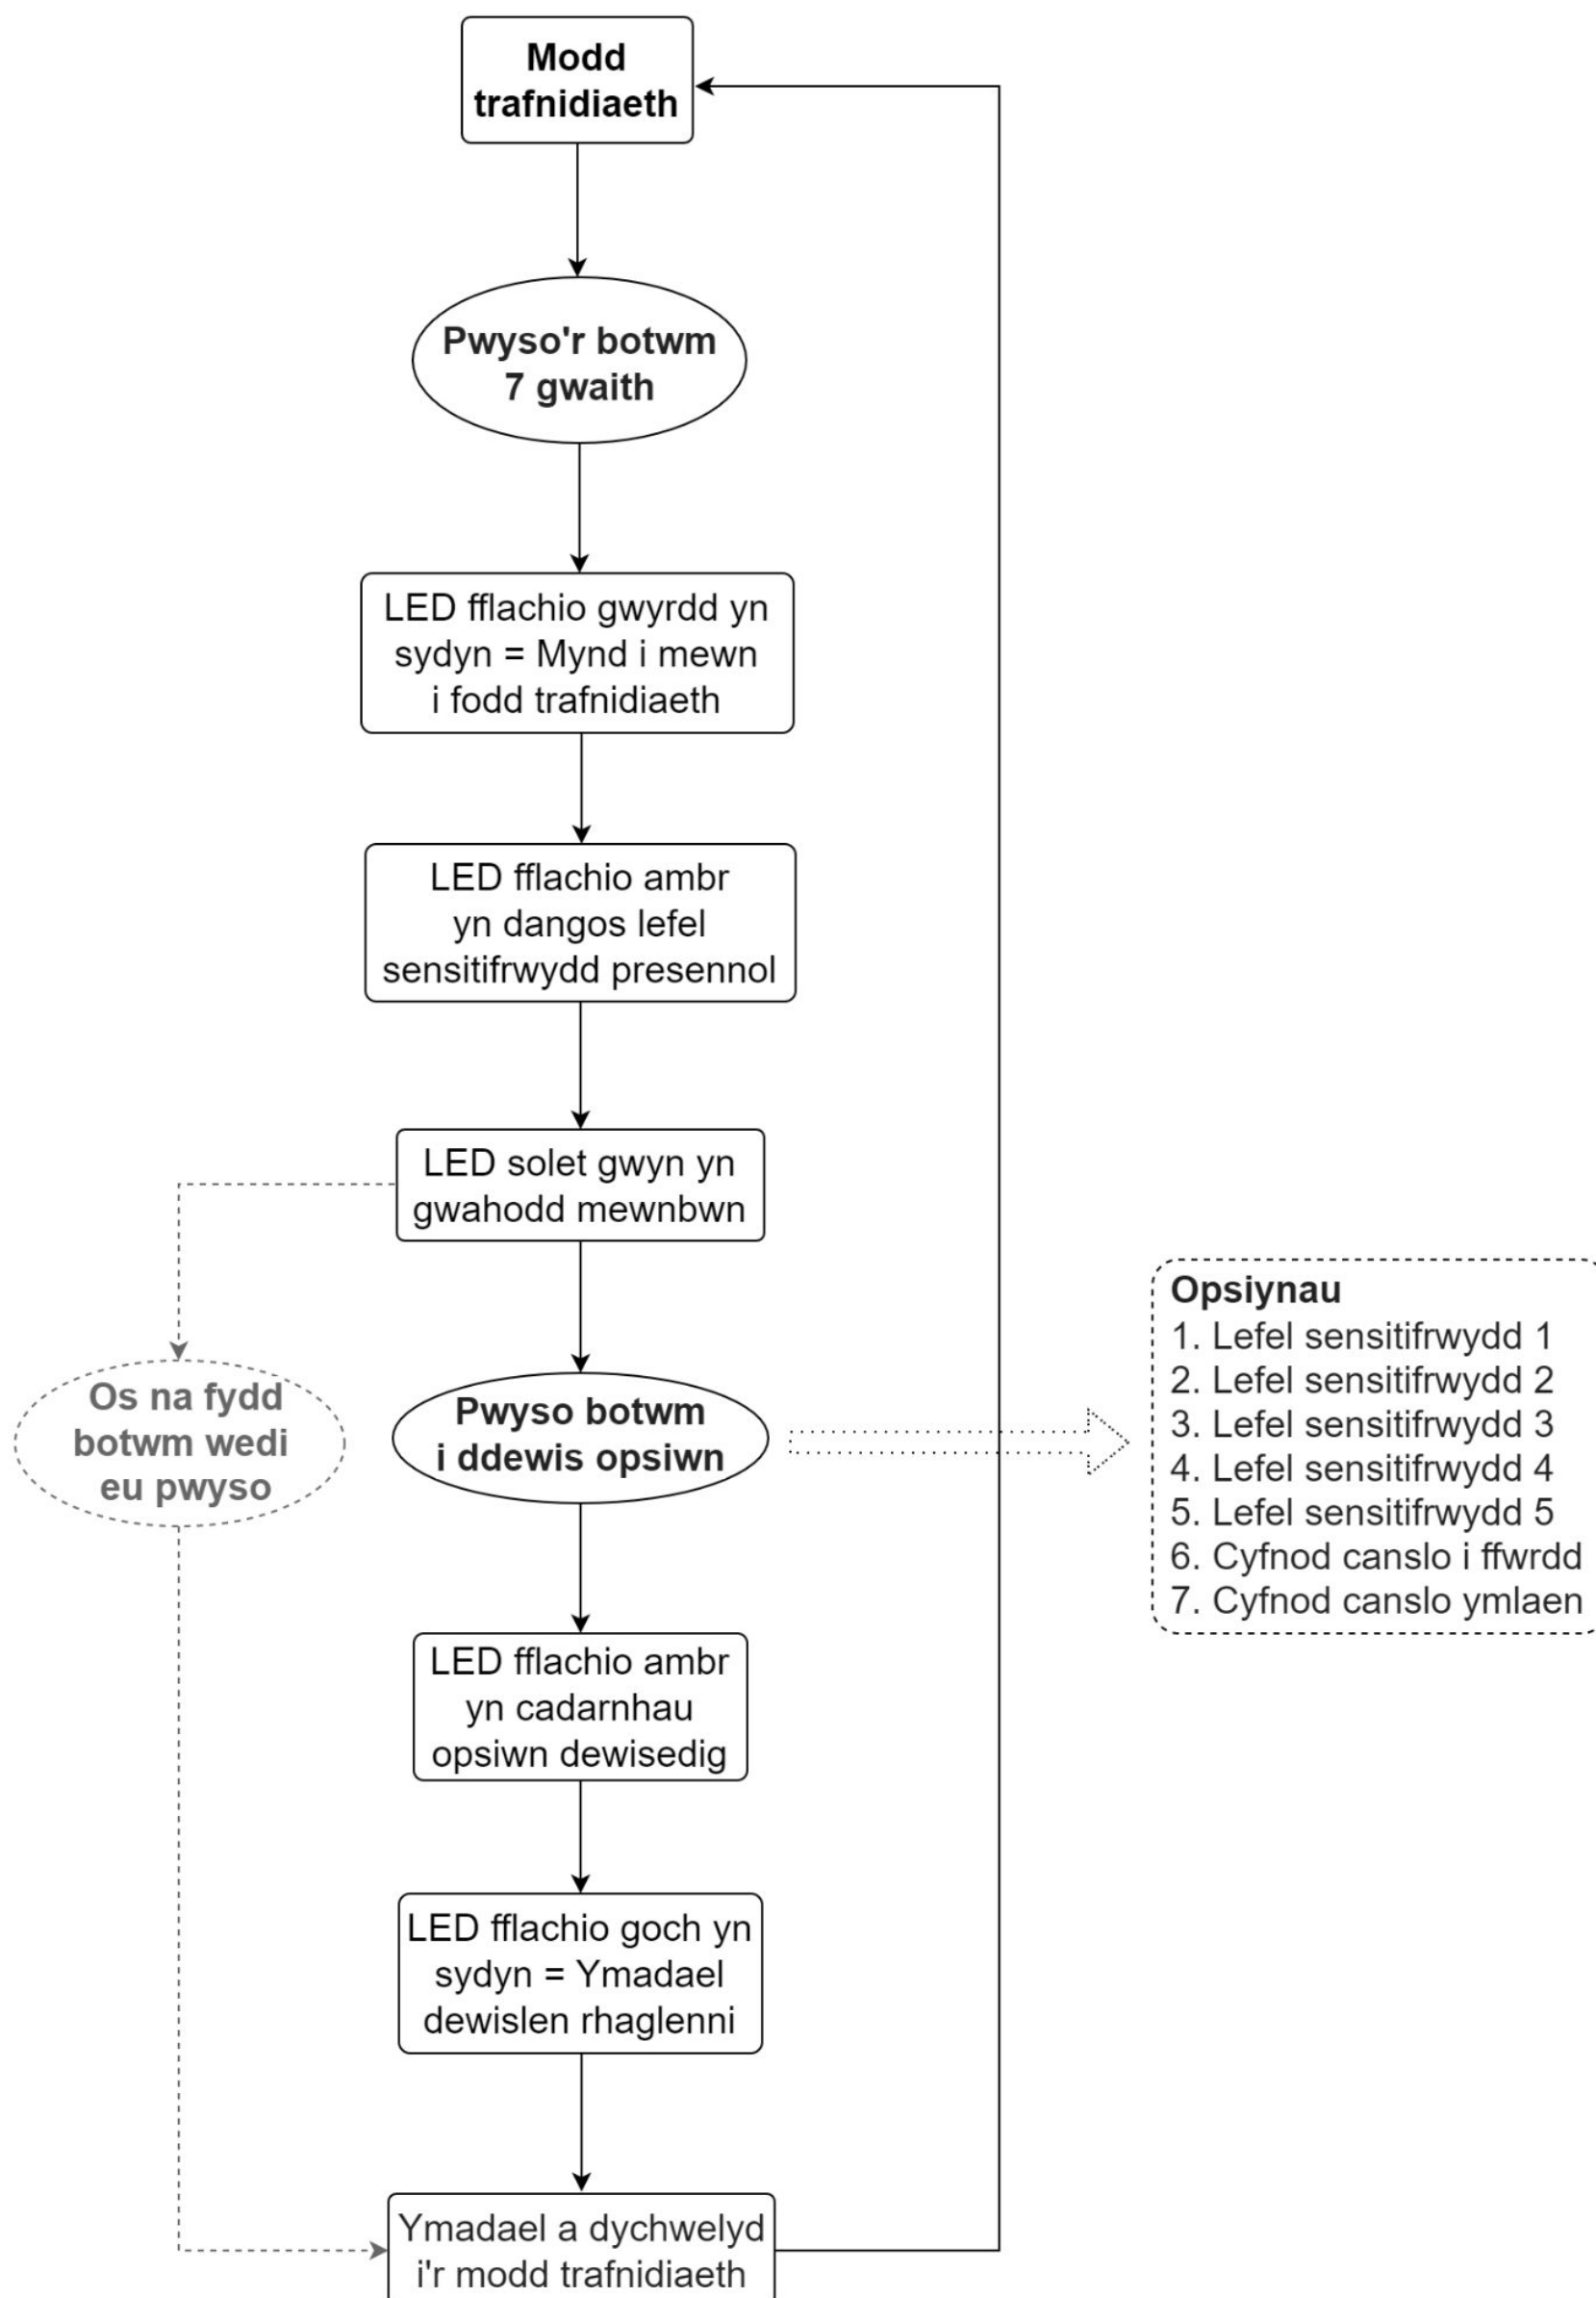 Modd
trafnidiaeth
Pwyso'r botwm
7 gwaith
LED fflachio gwyrdd yn
sydyn = Mynd i mewn
i fodd trafnidiaeth
LED fflachio ambr
yn dangos lefel
sensitifrwydd presennol
LED solet gwyn yn
gwahodd mewnbwn
Os na fydd
botwm wedi
eu pwyso
Pwyso botwm
i ddewis opsiwn
Opsiynau
1. Lefel sensitifrwydd 1
2. Lefel sensitifrwydd 2
3. Lefel sensitifrwydd 3
4. Lefel sensitifrwydd 4
5. Lefel sensitifrwydd 5
6. Cyfnod canslo i ffwrdd
7. Cyfnod canslo ymlaen
LED fflachio ambr
yn cadarnhau
opsiwn dewisedig
LED fflachio goch yn
sydyn = Ymadael
dewislen rhaglenni
Ymadael a dychwelyd
i'r modd trafnidiaeth